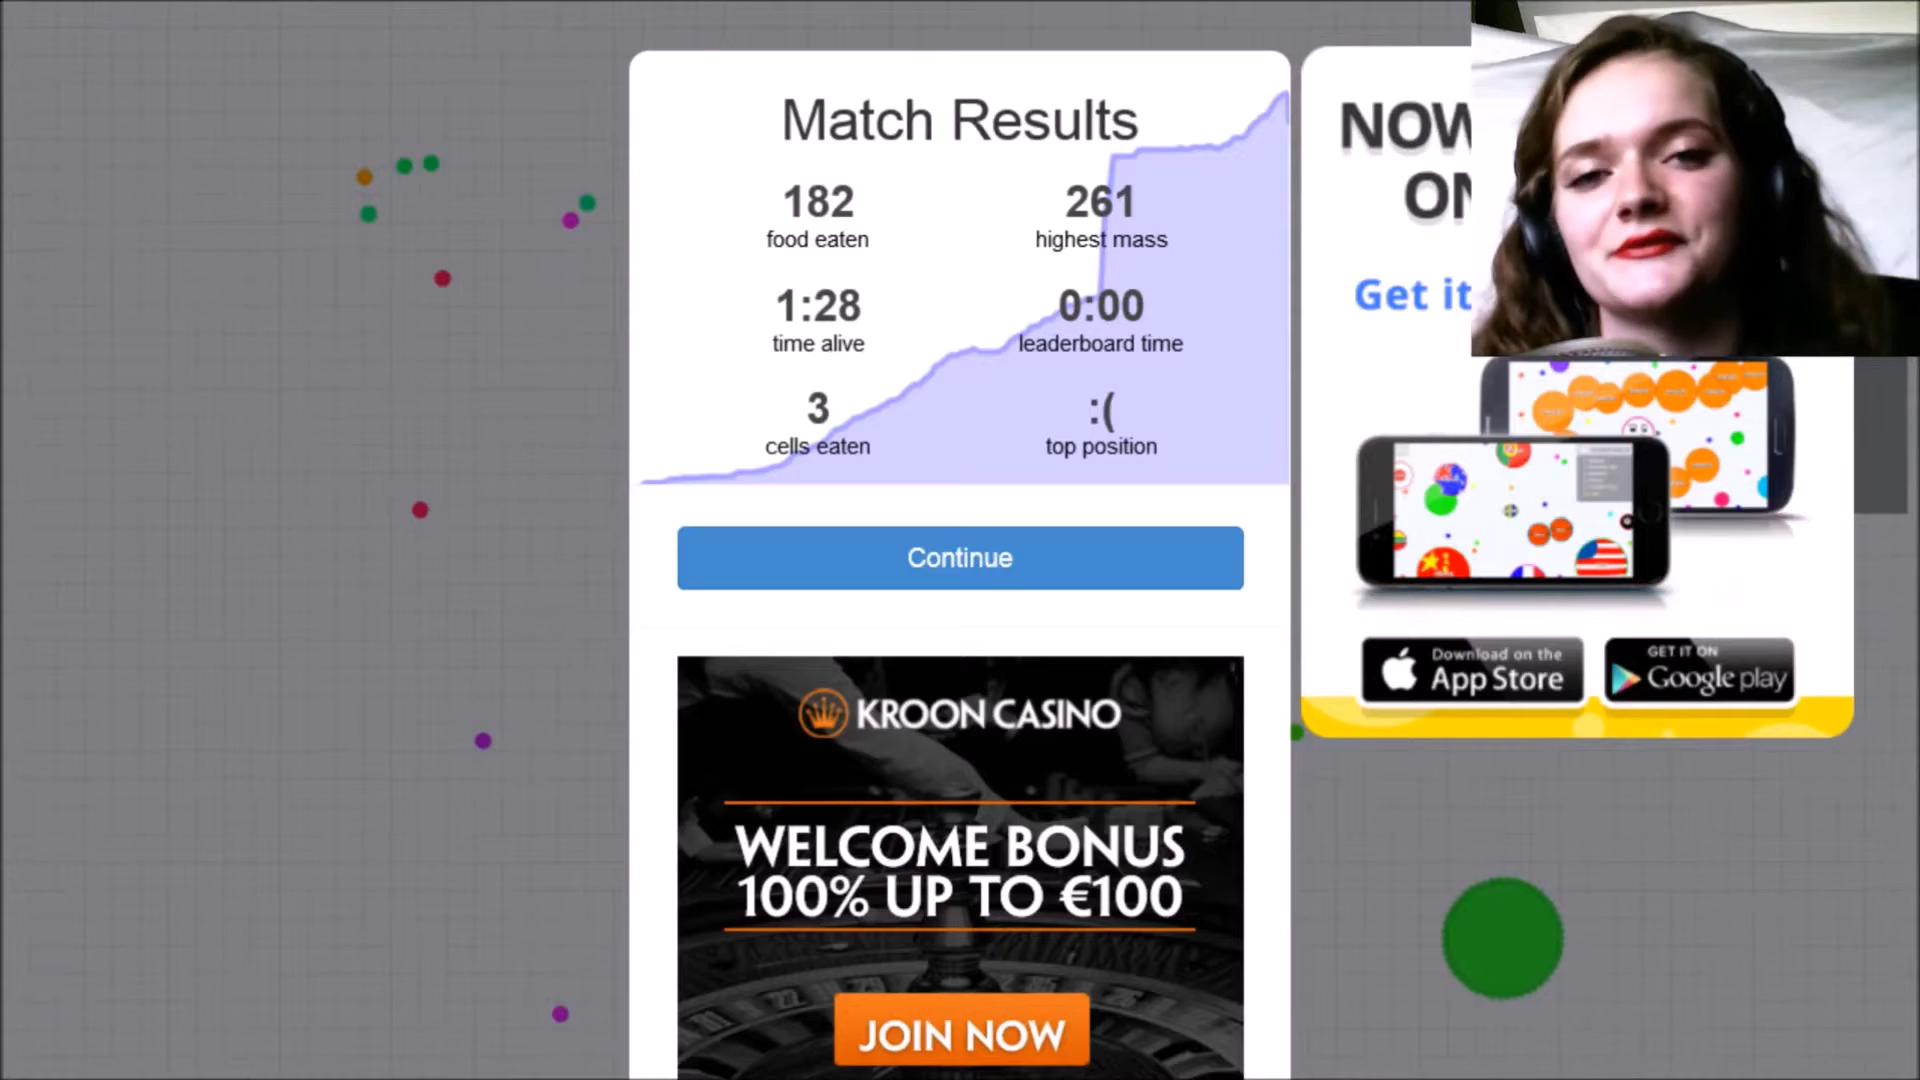 Match Results
182
food eaten
261
highest mass
1:28
time alive
0:00
leaderboard time
3
cells eaten
:(
top position
Continue
KROON CASINO
WELCOME BONUS
100% UP TO €100
JOIN NOW
NOW
ON
Get it
Download on the
App Store
GET IT ON
Google play